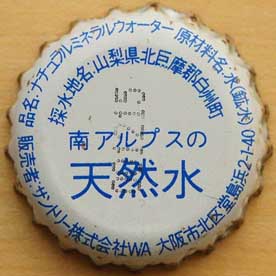 品名:ナチュラルミネラルウォーター 原材料名:水(鉱水)
採水地名:山梨県北巨摩郡白州町
南アルプスの
天然水
販売者:サントリー株式会社WA 大阪市北区堂島浜2-1-40